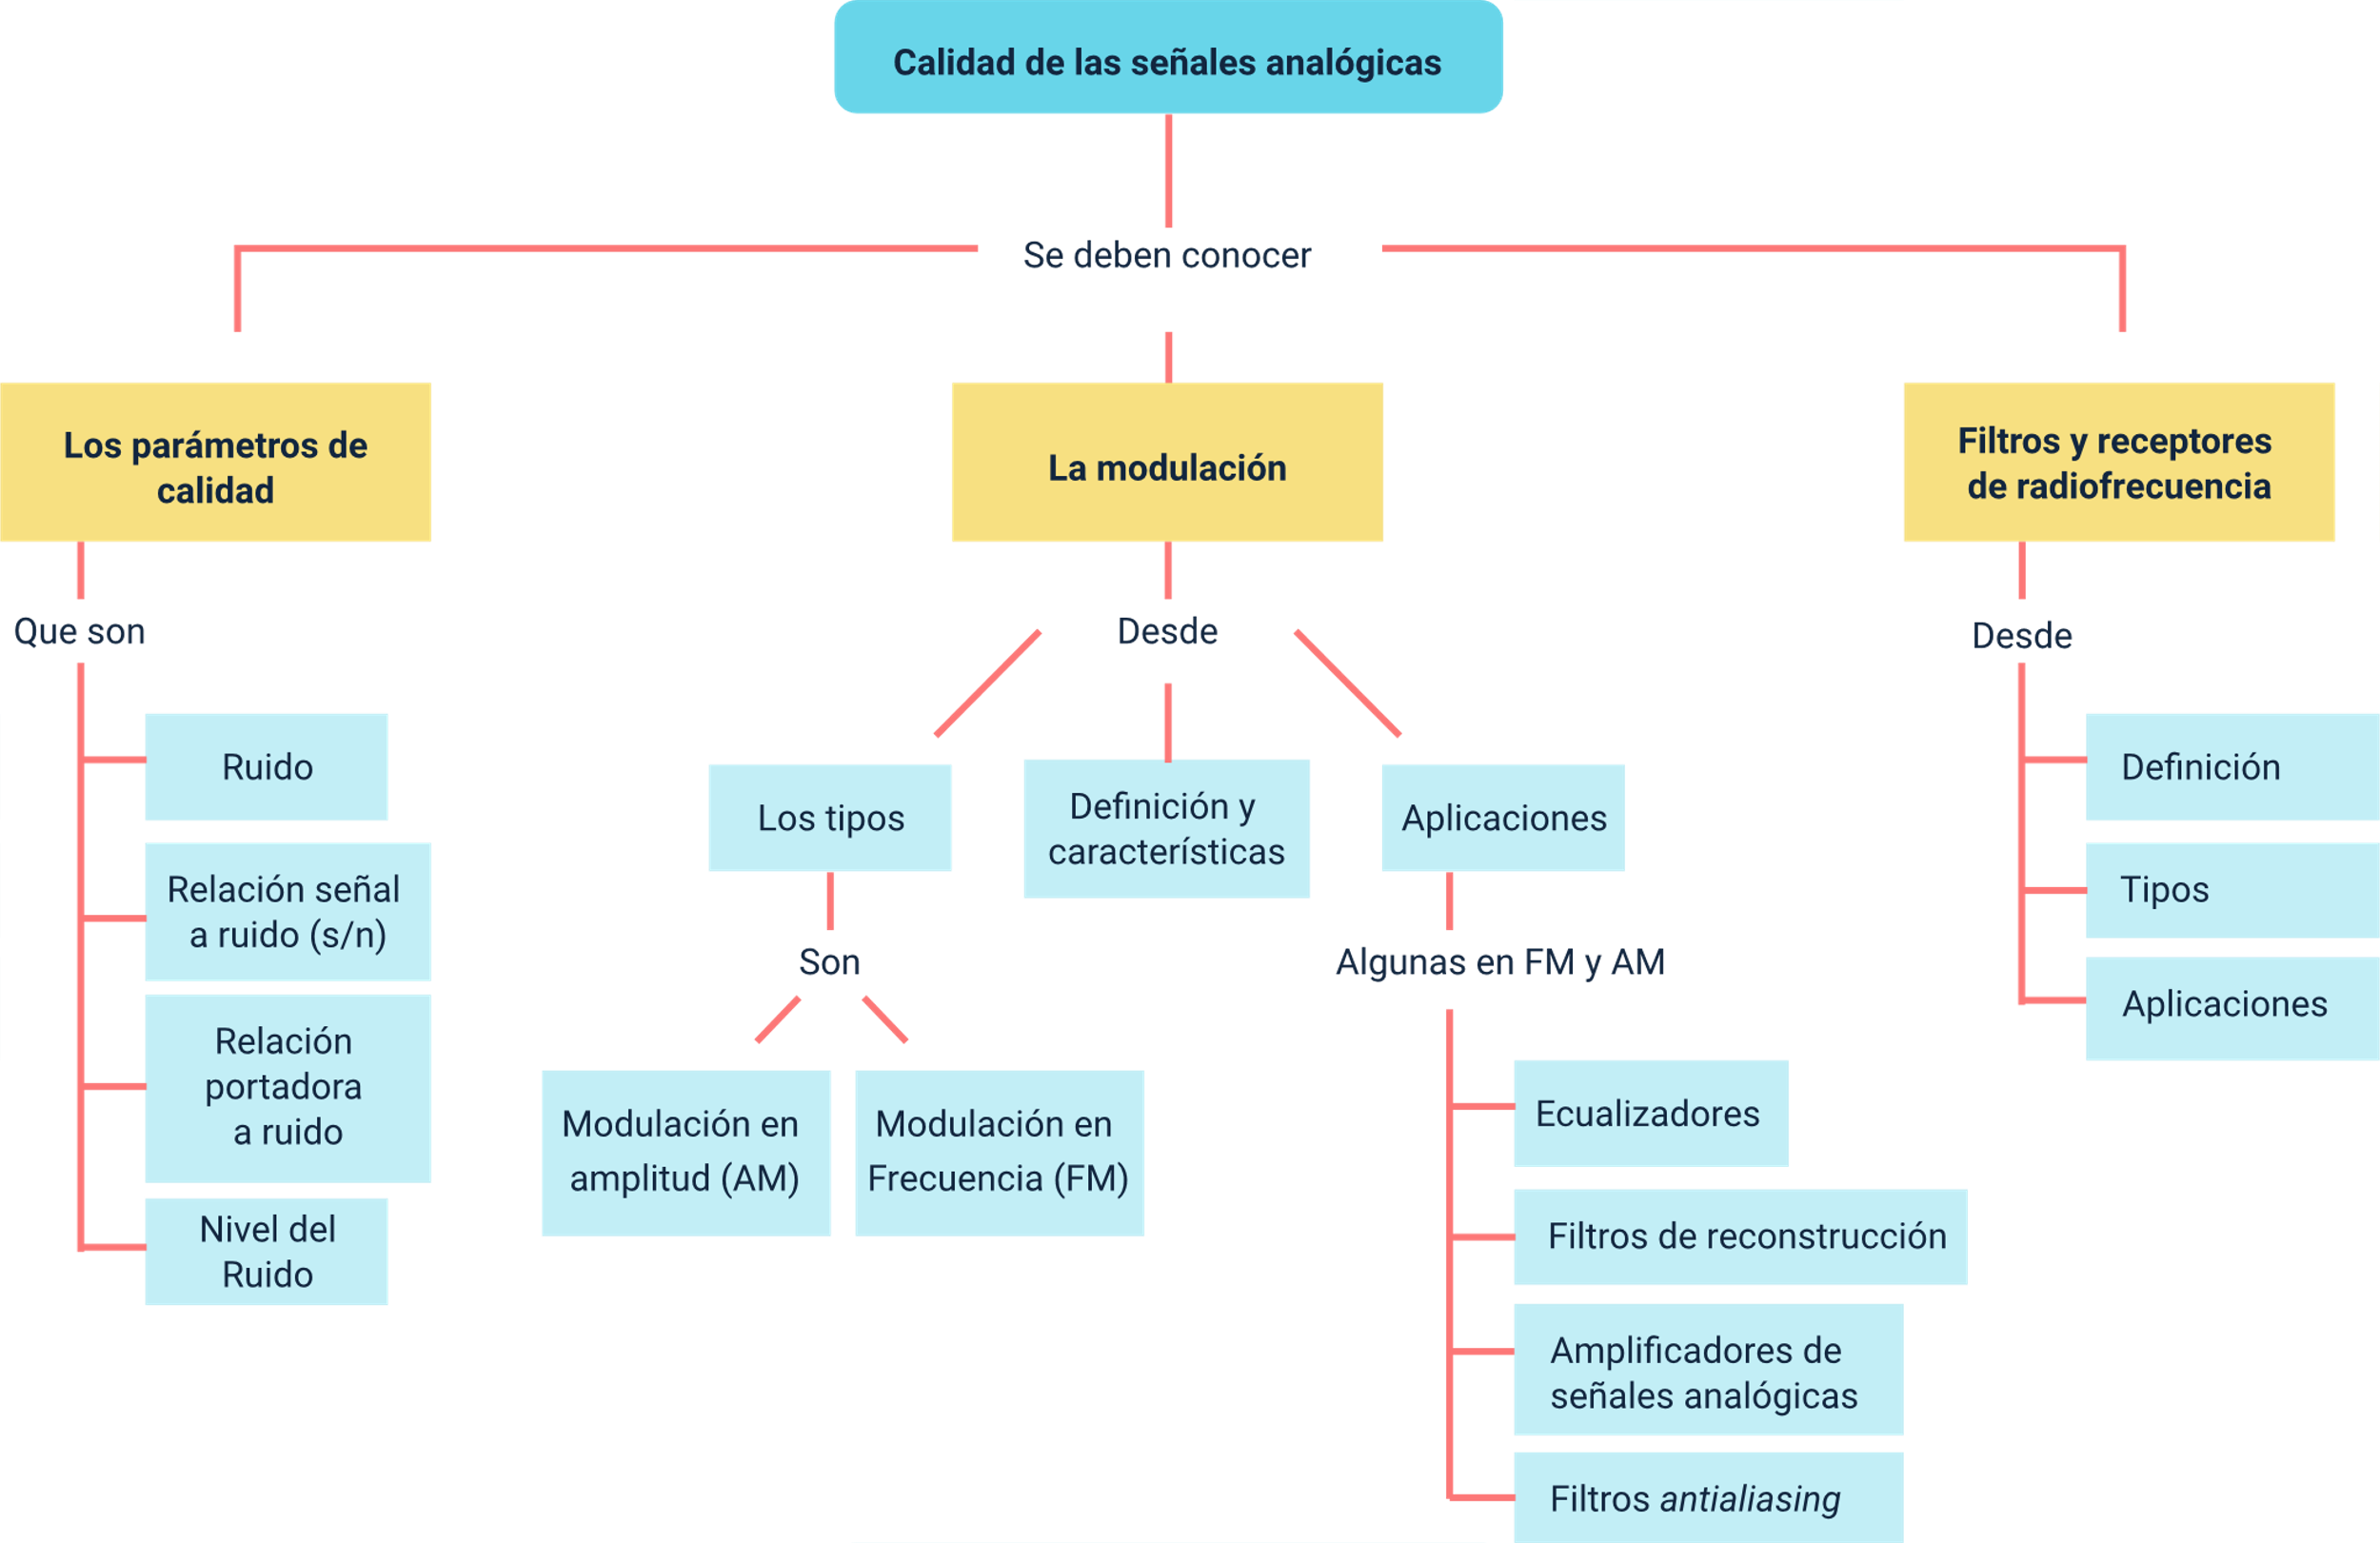 Calidad de las señales analógicas
Se deben conocer
Los parámetros de
calidad
Que son
Ruido
Relación señal
a ruido (s/n)
Relación
portadora
a ruido
Nivel del
Ruido
La modulación
Desde
Los tipos
Son
Modulación en
amplitud (AM)
Modulación en
Frecuencia (FM)
Definición y
características
Aplicaciones
Algunas en FM y AM
Ecualizadores
Filtros de reconstrucción
Amplificadores de
señales analógicas
Filtros antialiasing
Filtros y receptores
de radiofrecuencia
Desde
Definición
Tipos
Aplicaciones